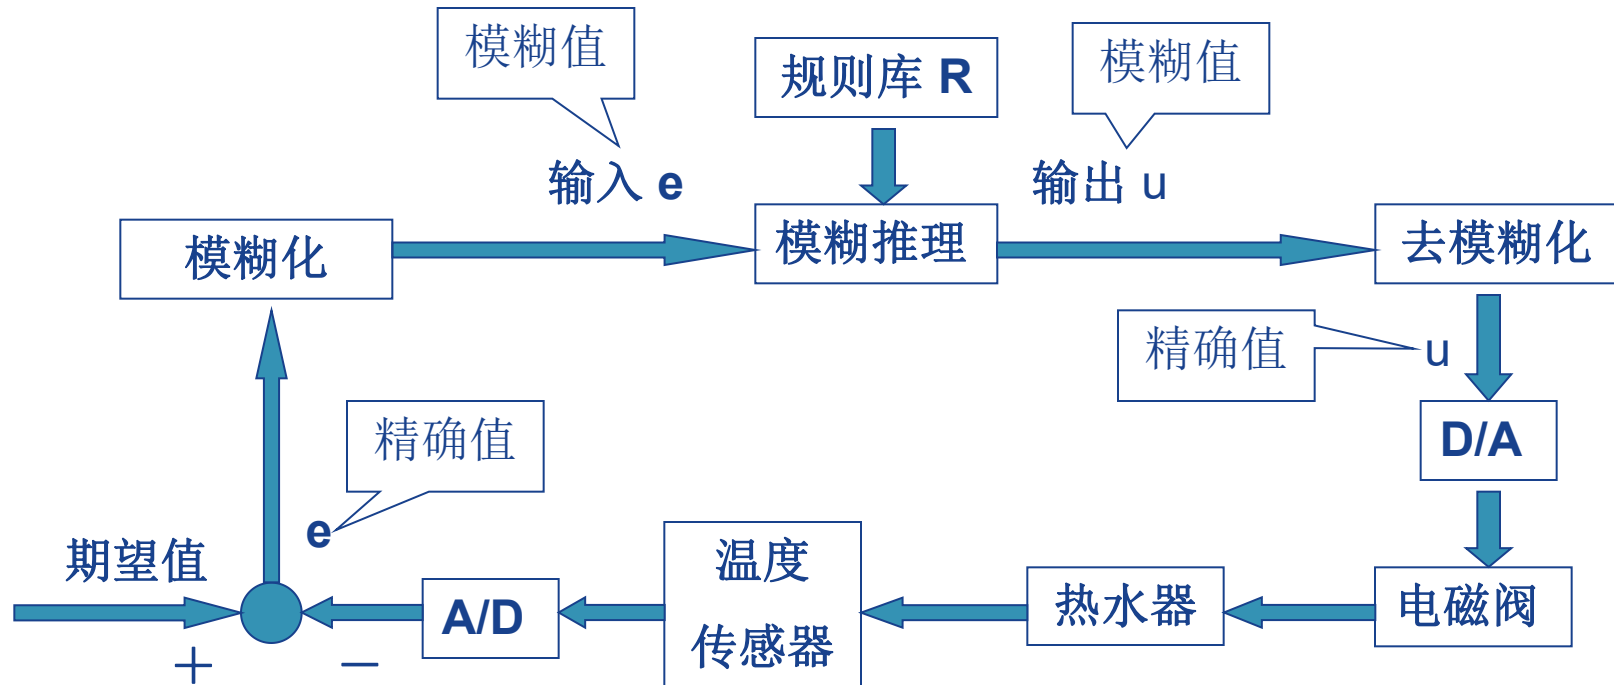 模糊值
规则库 R
模糊值
输入 e
输出 u
模糊化
模糊推理
去模糊化
精确值
u
精确值
D/A
e
期望值
温度
传感器
A/D
热水器
电磁阀
+
—